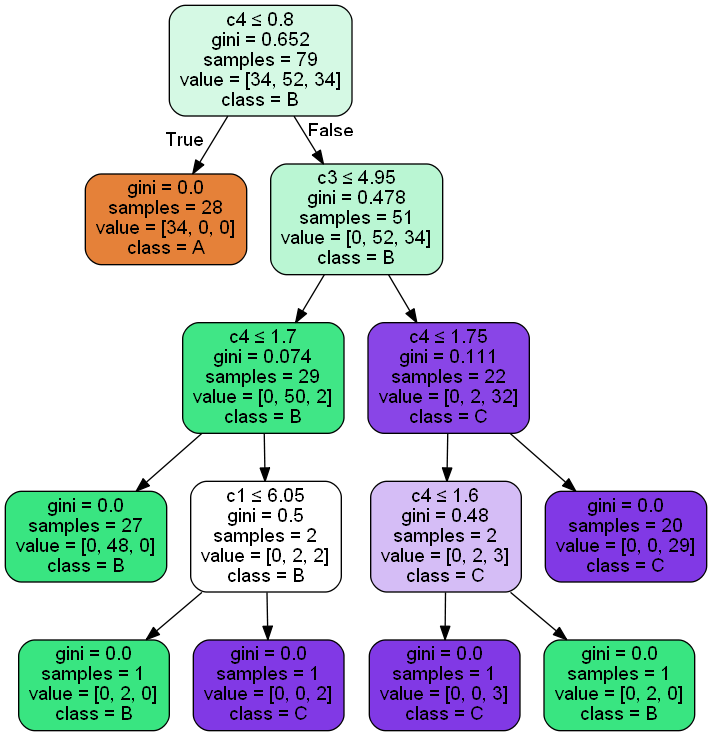 c4 ≤ 0.8
gini = 0.652
samples = 79
value = [34, 52, 34]
class = B
True
False
gini = 0.0
samples = 28
value = [34, 0, 0]
class = A
c3 ≤ 4.95
gini = 0.478
samples = 51
value = [0, 52, 34]
class = B
c4 ≤ 1.7
gini = 0.074
samples = 29
value = [0, 50, 2]
class = B
c4 ≤ 1.75
gini = 0.111
samples = 22
value = [0, 2, 32]
class = C
gini = 0.0
samples = 27
value = [0, 48, 0]
class = B
c1 ≤ 6.05
gini = 0.5
samples = 2
value = [0, 2, 2]
class = B
c4 ≤ 1.6
gini = 0.48
samples = 2
value = [0, 2, 3]
class = C
gini = 0.0
samples = 20
value = [0, 0, 29]
class = C
gini = 0.0
samples = 1
value = [0, 2, 0]
class = B
gini = 0.0
samples = 1
value = [0, 0, 2]
class = C
gini = 0.0
samples = 1
value = [0, 0, 3]
class = C
gini = 0.0
samples = 1
value = [0, 2, 0]
class = B